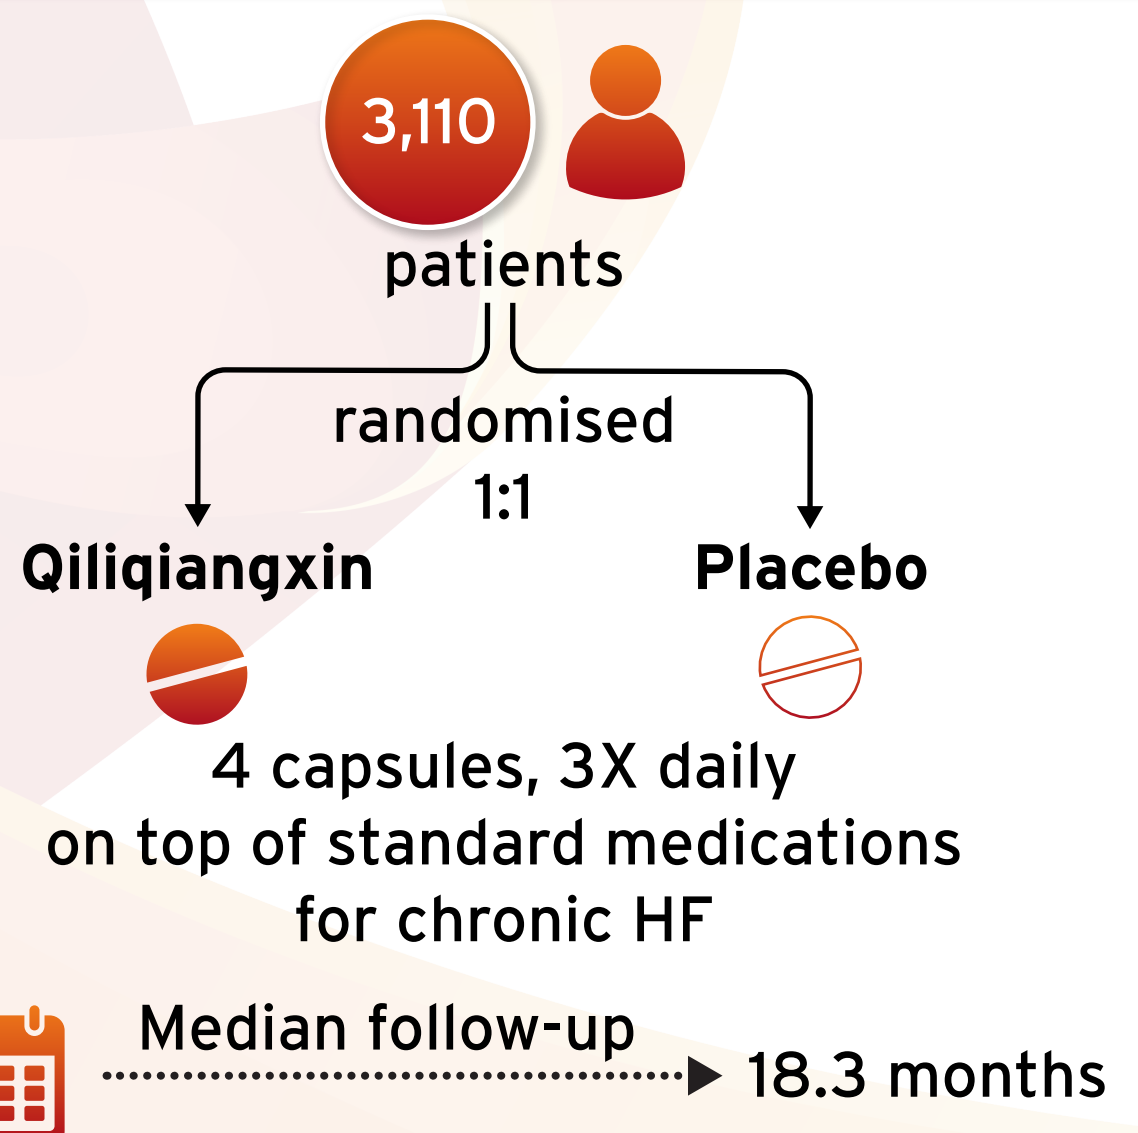 3,110
patients
randomised
1:1
Qiliqiangxin
Placebo
4 capsules, 3X daily
on top of standard medications
for chronic HF
Median follow-up
18.3 months